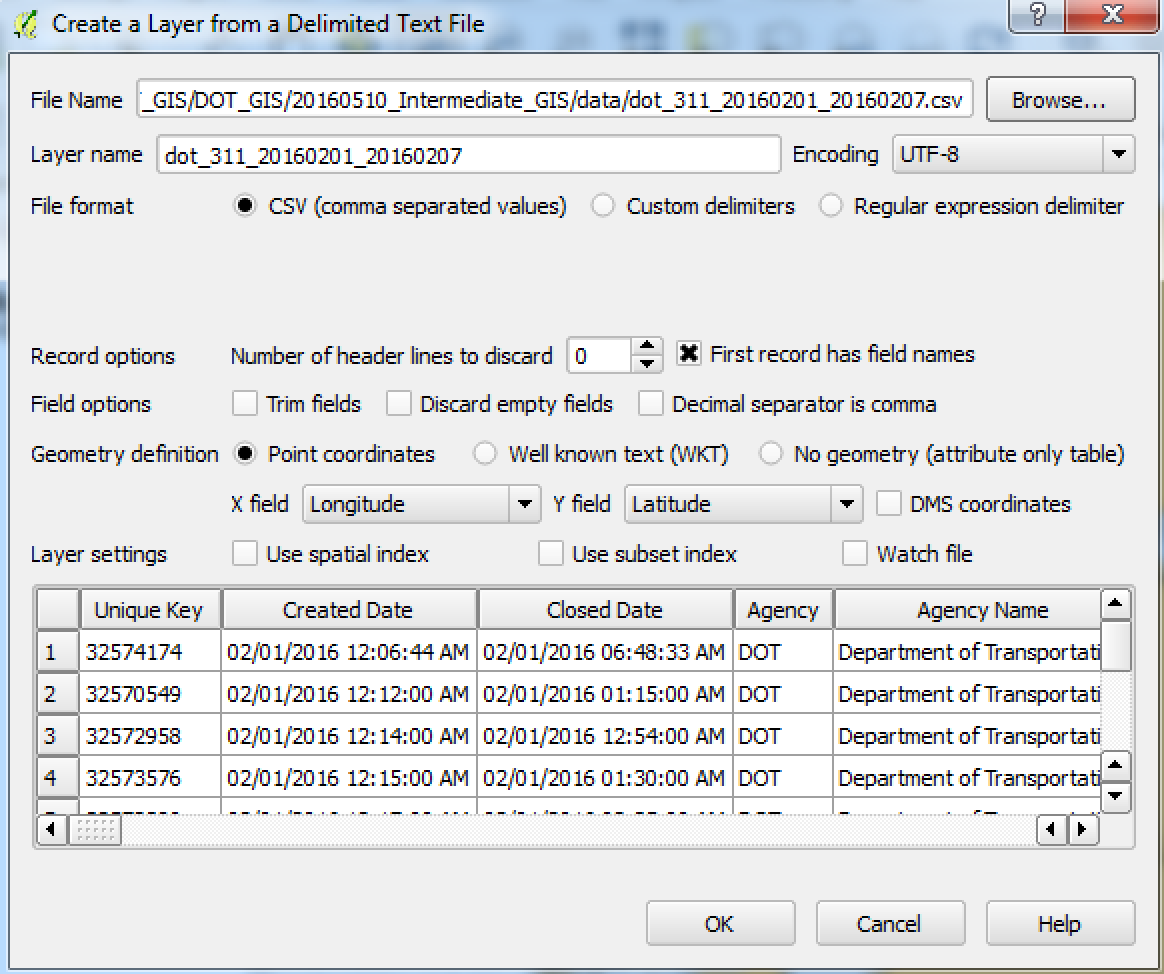 Create a Layer from a Delimited Text File
File Name _GIS/DOT_GIS/20160510_Intermediate_GIS/data/dot_311_20160201_20160207.csv Browse...
Layer name dot_311_20160201_20160207 Encoding UTF-8
File format CSV (comma separated values) Custom delimiters Regular expression delimiter
Record options Number of header lines to discard 0 First record has field names
Field options Trim fields Discard empty fields Decimal separator is comma
Geometry definition Point coordinates Well known text (WKT) No geometry (attribute only table)
X field Longitude Y field Latitude DMS coordinates
Layer settings Use spatial index Use subset index Watch file
Unique Key Created Date Closed Date Agency Agency Name
1 32574174 02/01/2016 12:06:44 AM 02/01/2016 06:48:33 AM DOT Department of Transportati
2 32570549 02/01/2016 12:12:00 AM 02/01/2016 01:15:00 AM DOT Department of Transportati
3 32572958 02/01/2016 12:14:00 AM 02/01/2016 12:54:00 AM DOT Department of Transportati
4 32573576 02/01/2016 12:15:00 AM 02/01/2016 01:30:00 AM DOT Department of Transportati
OK Cancel Help